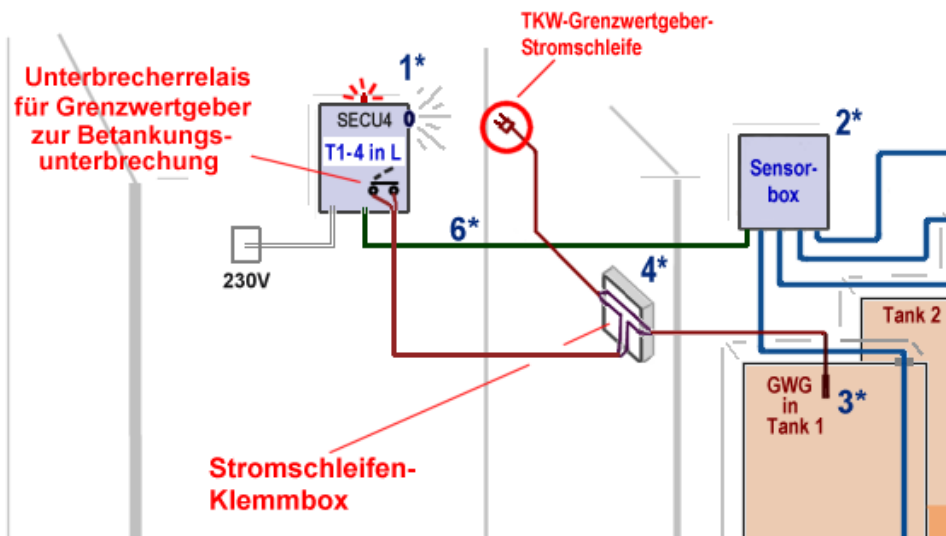 TKW-Grenzwertgeber-
Stromschleife
Unterbrecherrelais
für Grenzwertgeber
zur Betankungs-
unterbrechung
1*
SECU4
T1-4 in L
2*
Sensor-
box
6*
230V
4*
Tank 2
GWG
in
Tank 1
3*
Stromschleifen-
Klemmbox